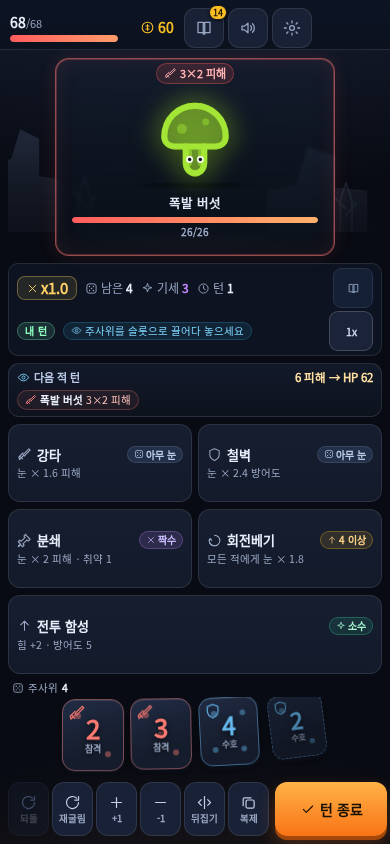 68/68
60
14
3×2 피해
폭발 버섯
26/26
x1.0 남은 4 기세 3 턴 1
내 턴 주사위를 슬롯으로 끌어다 놓으세요 1x
다음 적 턴 6 피해 → HP 62
폭발 버섯 3×2 피해
강타 아무 눈
눈 × 1.6 피해
철벽 아무 눈
눈 × 2.4 방어도
분쇄 짝수
눈 × 2 피해 · 취약 1
회전베기 4 이상
모든 적에게 눈 × 1.8
전투 함성 소수
힘 +2 · 방어도 5
주사위 4
2 참격
3 참격
4 수호
2 수호
되돌
재굴림
+1
-1
뒤집기
복제
턴 종료